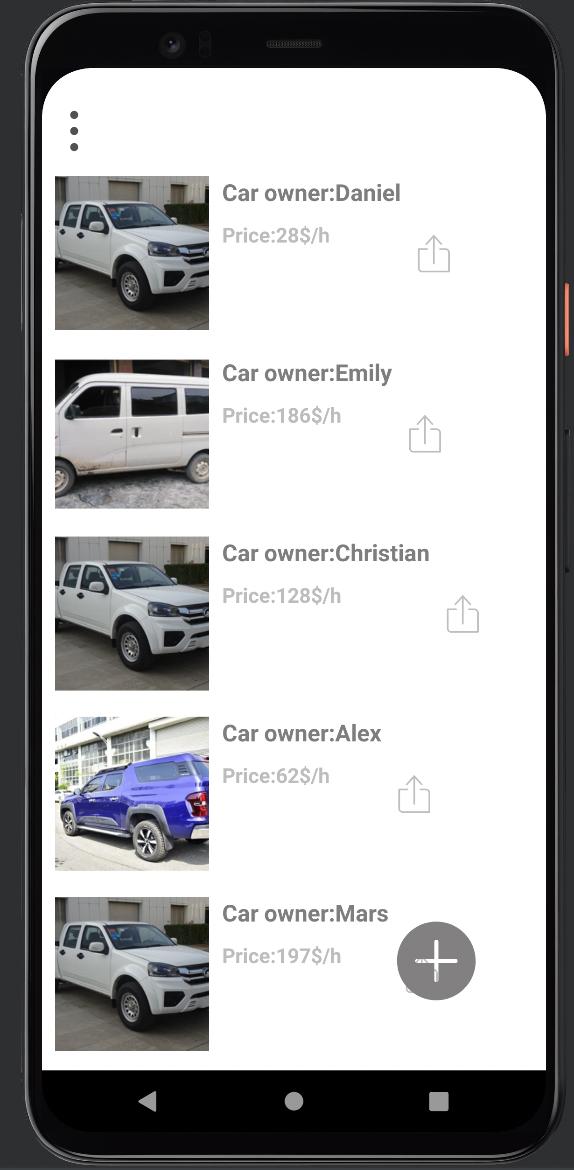 Car owner:Daniel
Price:28$/h
Car owner:Emily
Price:186$/h
Car owner:Christian
Price:128$/h
Car owner:Alex
Price:62$/h
Car owner:Mars
Price:197$/h